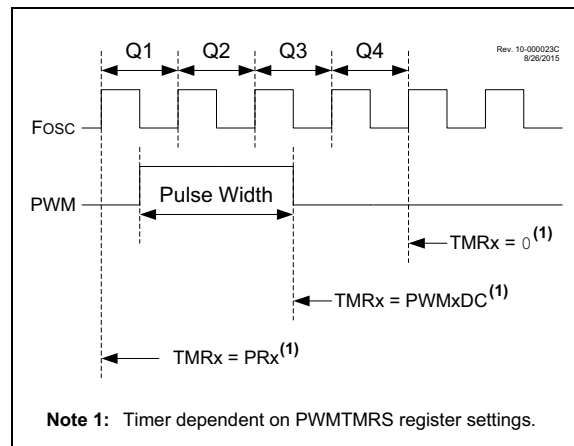 Q1 Q2 Q3 Q4
Rev. 10-000023C
8/26/2015
FOSC
PWM
Pulse Width
TMRx = 0(1)
TMRx = PWMxDC(1)
TMRx = PRx(1)
Note 1: Timer dependent on PWMTMRS register settings.